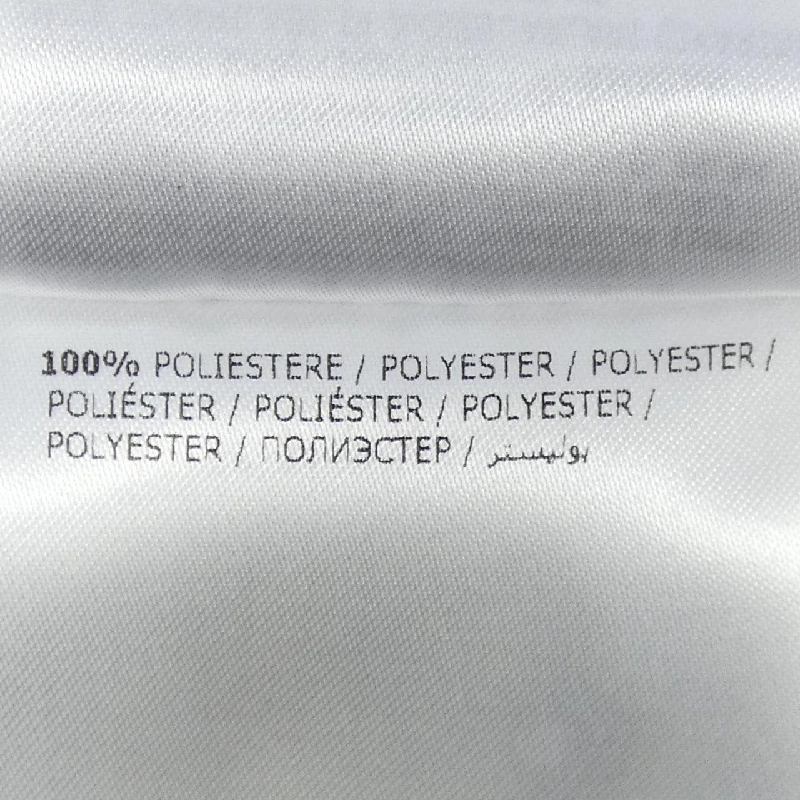 100% POLIESTERE / POLYESTER / POLYESTER /
POLIÉSTER / POLIÉSTER / POLYESTER /
POLYESTER / ПОЛИЭСТЕР / بوليستر